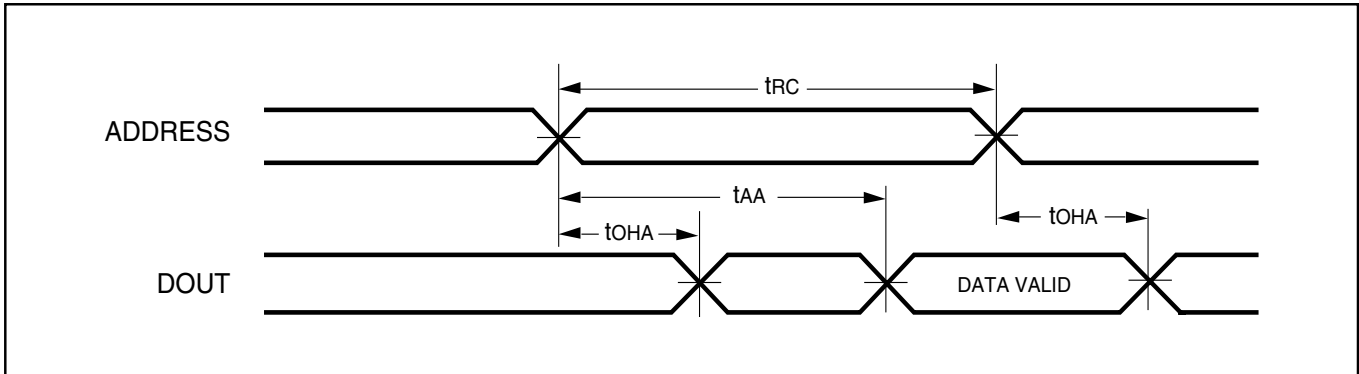 tRC
ADDRESS
tAA
tOHA
tOHA
DOUT
DATA VALID